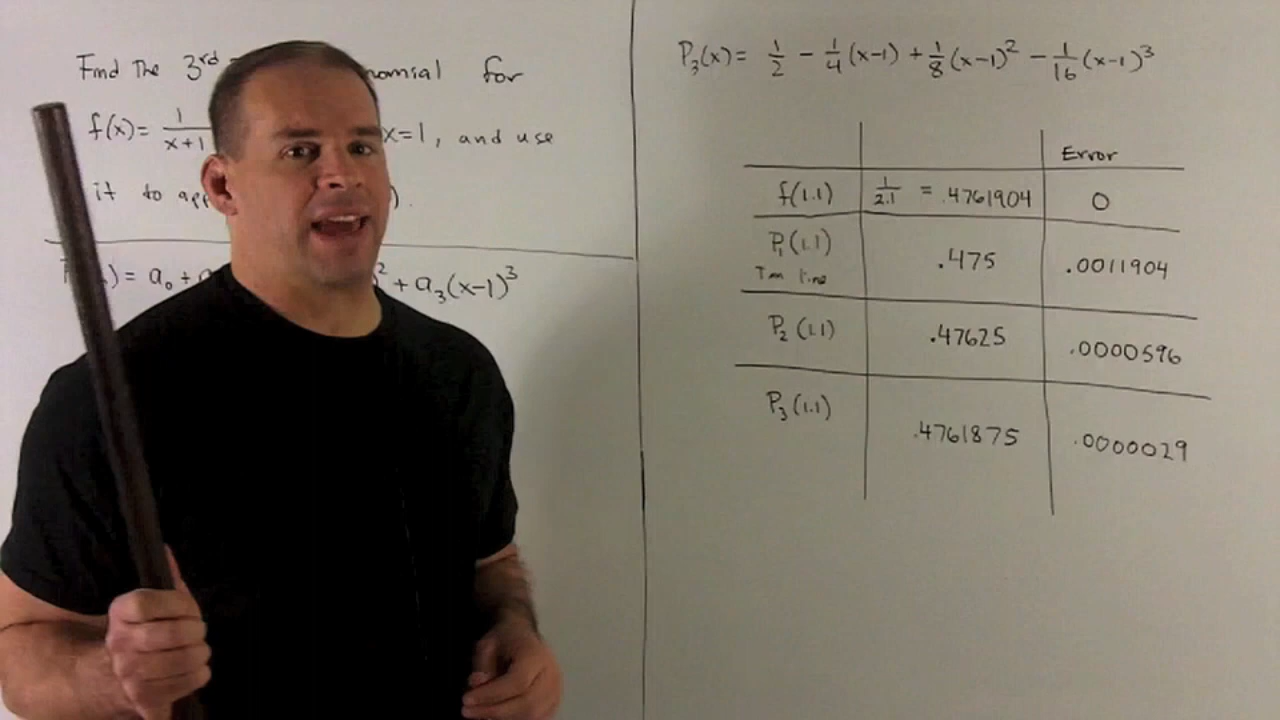 Find The 3rd nomial for
f(x)= 1/(x+1) x=1, and use
it to app ).
) = a₀ + ² + a₃(x-1)³
P₃(x)= 1/2 - 1/4 (x-1) + 1/8 (x-1)² - 1/16 (x-1)³
Error
f(1.1) 1/2.1 = .4761904 0
P₁(1.1) .475 .0011904
Tan line
P₂(1.1) .47625 .0000596
P₃(1.1) .4761875 .0000029